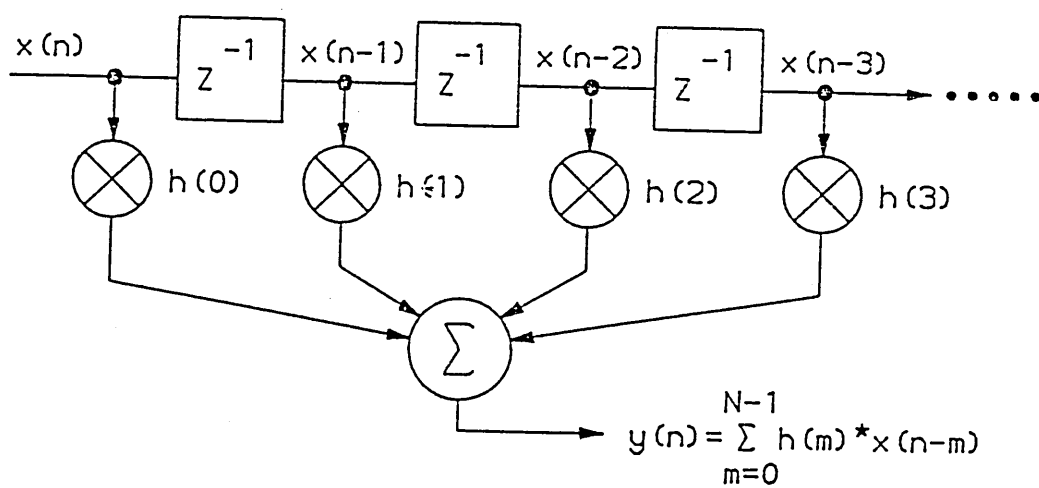 x(n) z⁻¹ x(n-1) z⁻¹ x(n-2) z⁻¹ x(n-3) .....
h(0) h(1) h(2) h(3)
Σ
N-1
y(n)=Σ h(m)*x(n-m)
m=0